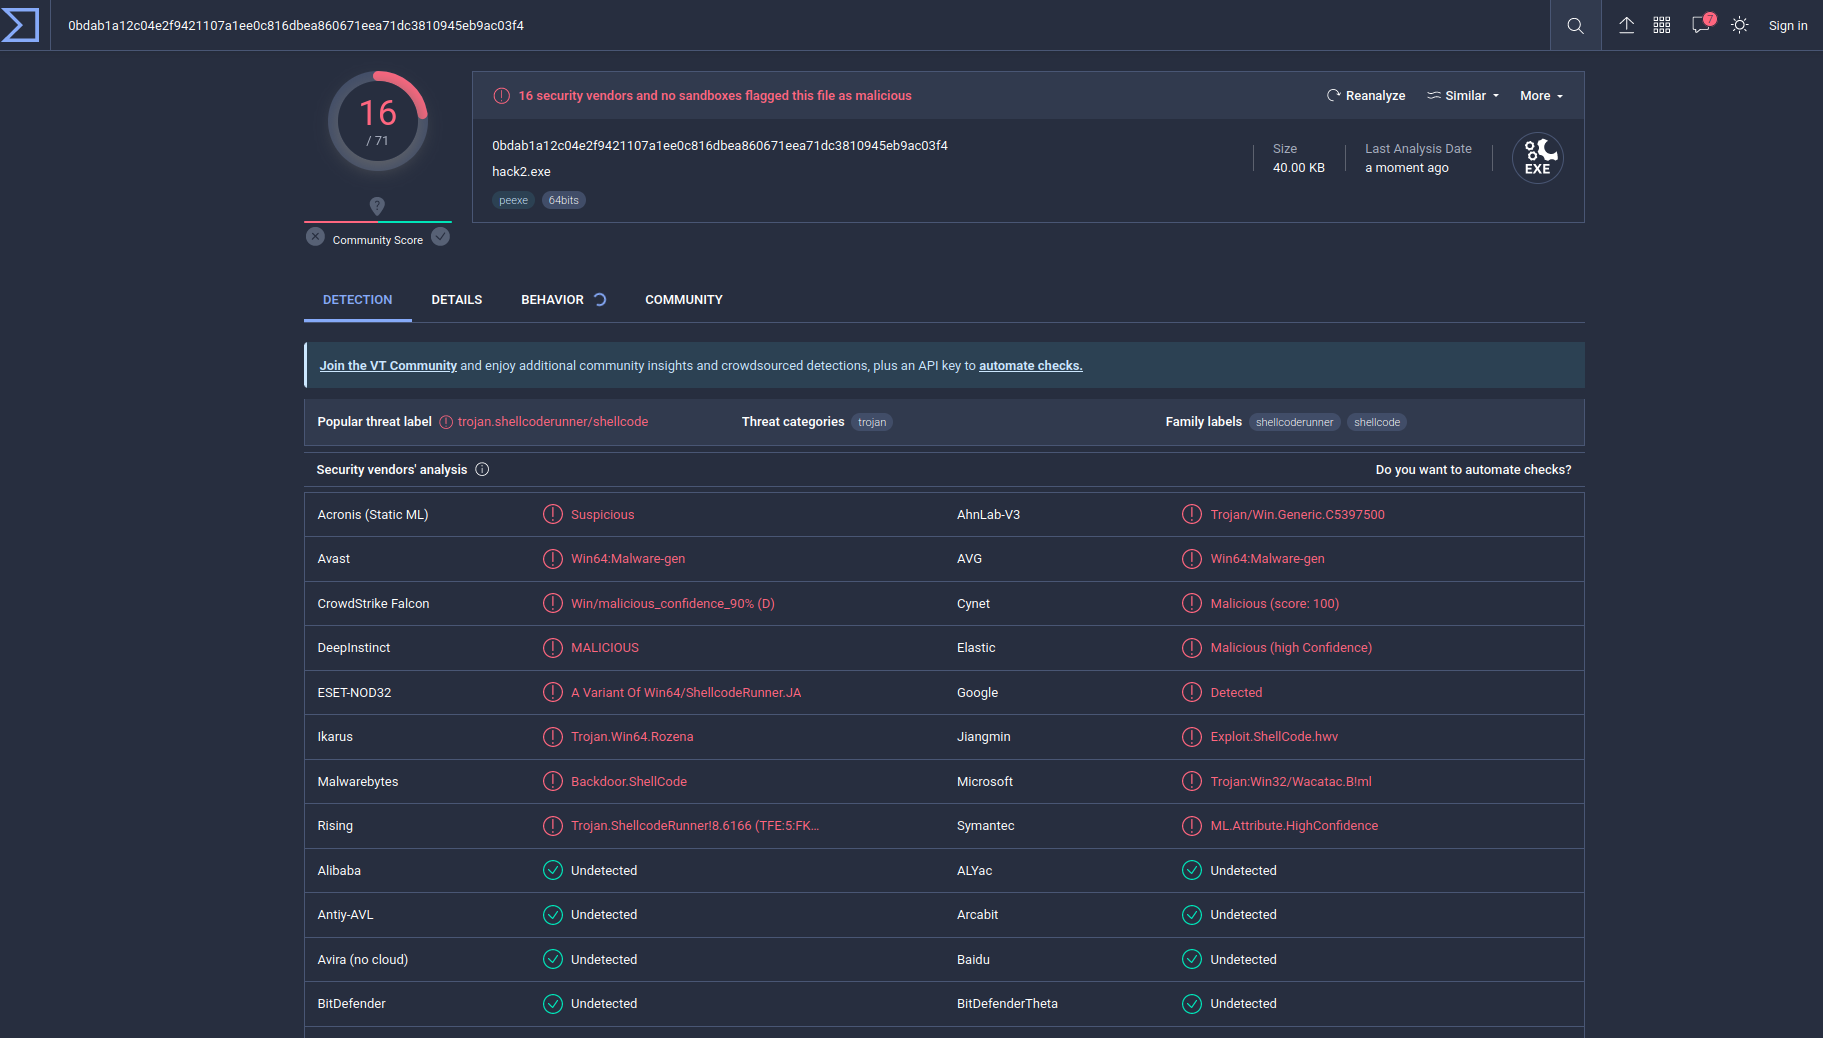 0bdab1a12c04e2f9421107a1ee0c816dbea860671eea71dc3810945eb9ac03f4
7
Sign in
16
/ 71
?
Community Score
16 security vendors and no sandboxes flagged this file as malicious
Reanalyze
Similar
More
0bdab1a12c04e2f9421107a1ee0c816dbea860671eea71dc3810945eb9ac03f4
hack2.exe
peexe
64bits
Size
40.00 KB
Last Analysis Date
a moment ago
EXE
DETECTION
DETAILS
BEHAVIOR
COMMUNITY
Join the VT Community and enjoy additional community insights and crowdsourced detections, plus an API key to automate checks.
Popular threat label trojan.shellcoderunner/shellcode
Threat categories trojan
Family labels shellcoderunner shellcode
Security vendors' analysis
Do you want to automate checks?
Acronis (Static ML) Suspicious AhnLab-V3 Trojan/Win.Generic.C5397500
Avast Win64:Malware-gen AVG Win64:Malware-gen
CrowdStrike Falcon Win/malicious_confidence_90% (D) Cynet Malicious (score: 100)
DeepInstinct MALICIOUS Elastic Malicious (high Confidence)
ESET-NOD32 A Variant Of Win64/ShellcodeRunner.JA Google Detected
Ikarus Trojan.Win64.Rozena Jiangmin Exploit.ShellCode.hwv
Malwarebytes Backdoor.ShellCode Microsoft Trojan:Win32/Wacatac.B!ml
Rising Trojan.ShellcodeRunner!8.6166 (TFE:5:FK... Symantec ML.Attribute.HighConfidence
Alibaba Undetected ALYac Undetected
Antiy-AVL Undetected Arcabit Undetected
Avira (no cloud) Undetected Baidu Undetected
BitDefender Undetected BitDefenderTheta Undetected